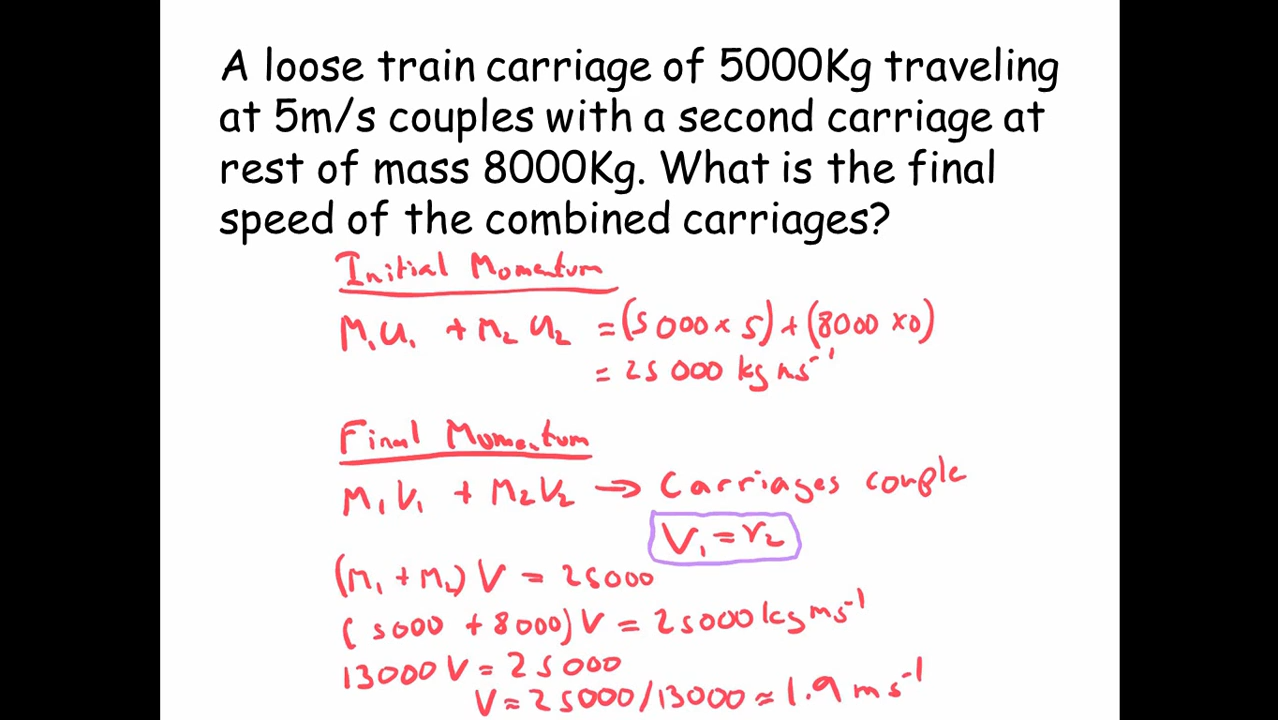 A loose train carriage of 5000Kg traveling
at 5m/s couples with a second carriage at
rest of mass 8000Kg. What is the final
speed of the combined carriages?
Initial Momentum
M₁U₁ + M₂U₂ = (5000 x 5) + (8000 x 0)
= 25 000 kg ms⁻¹
Final Momentum
M₁V₁ + M₂V₂ → Carriages couple
V₁ = V₂
(M₁ + M₂) V = 25000
(5000 + 8000) V = 25000 kg ms⁻¹
13000 V = 25000
V = 25000/13000 ≈ 1.9 ms⁻¹